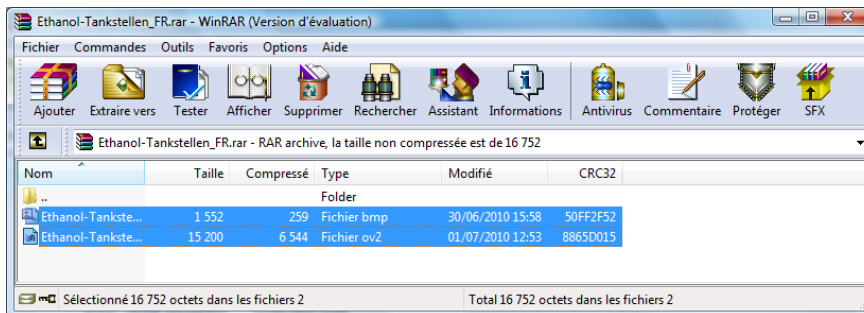 Ethanol-Tankstellen_FR.rar - WinRAR (Version d'évaluation)
Fichier Commandes Outils Favoris Options Aide
Ajouter Extraire vers Tester Afficher Supprimer Rechercher Assistant Informations Antivirus Commentaire Protéger SFX
Ethanol-Tankstellen_FR.rar - RAR archive, la taille non compressée est de 16 752
Nom Taille Compressé Type Modifié CRC32
.. Folder
Ethanol-Tankste... 1 552 259 Fichier bmp 30/06/2010 15:58 50FF2F52
Ethanol-Tankste... 15 200 6 544 Fichier ov2 01/07/2010 12:53 8865D015
Sélectionné 16 752 octets dans les fichiers 2 Total 16 752 octets dans les fichiers 2